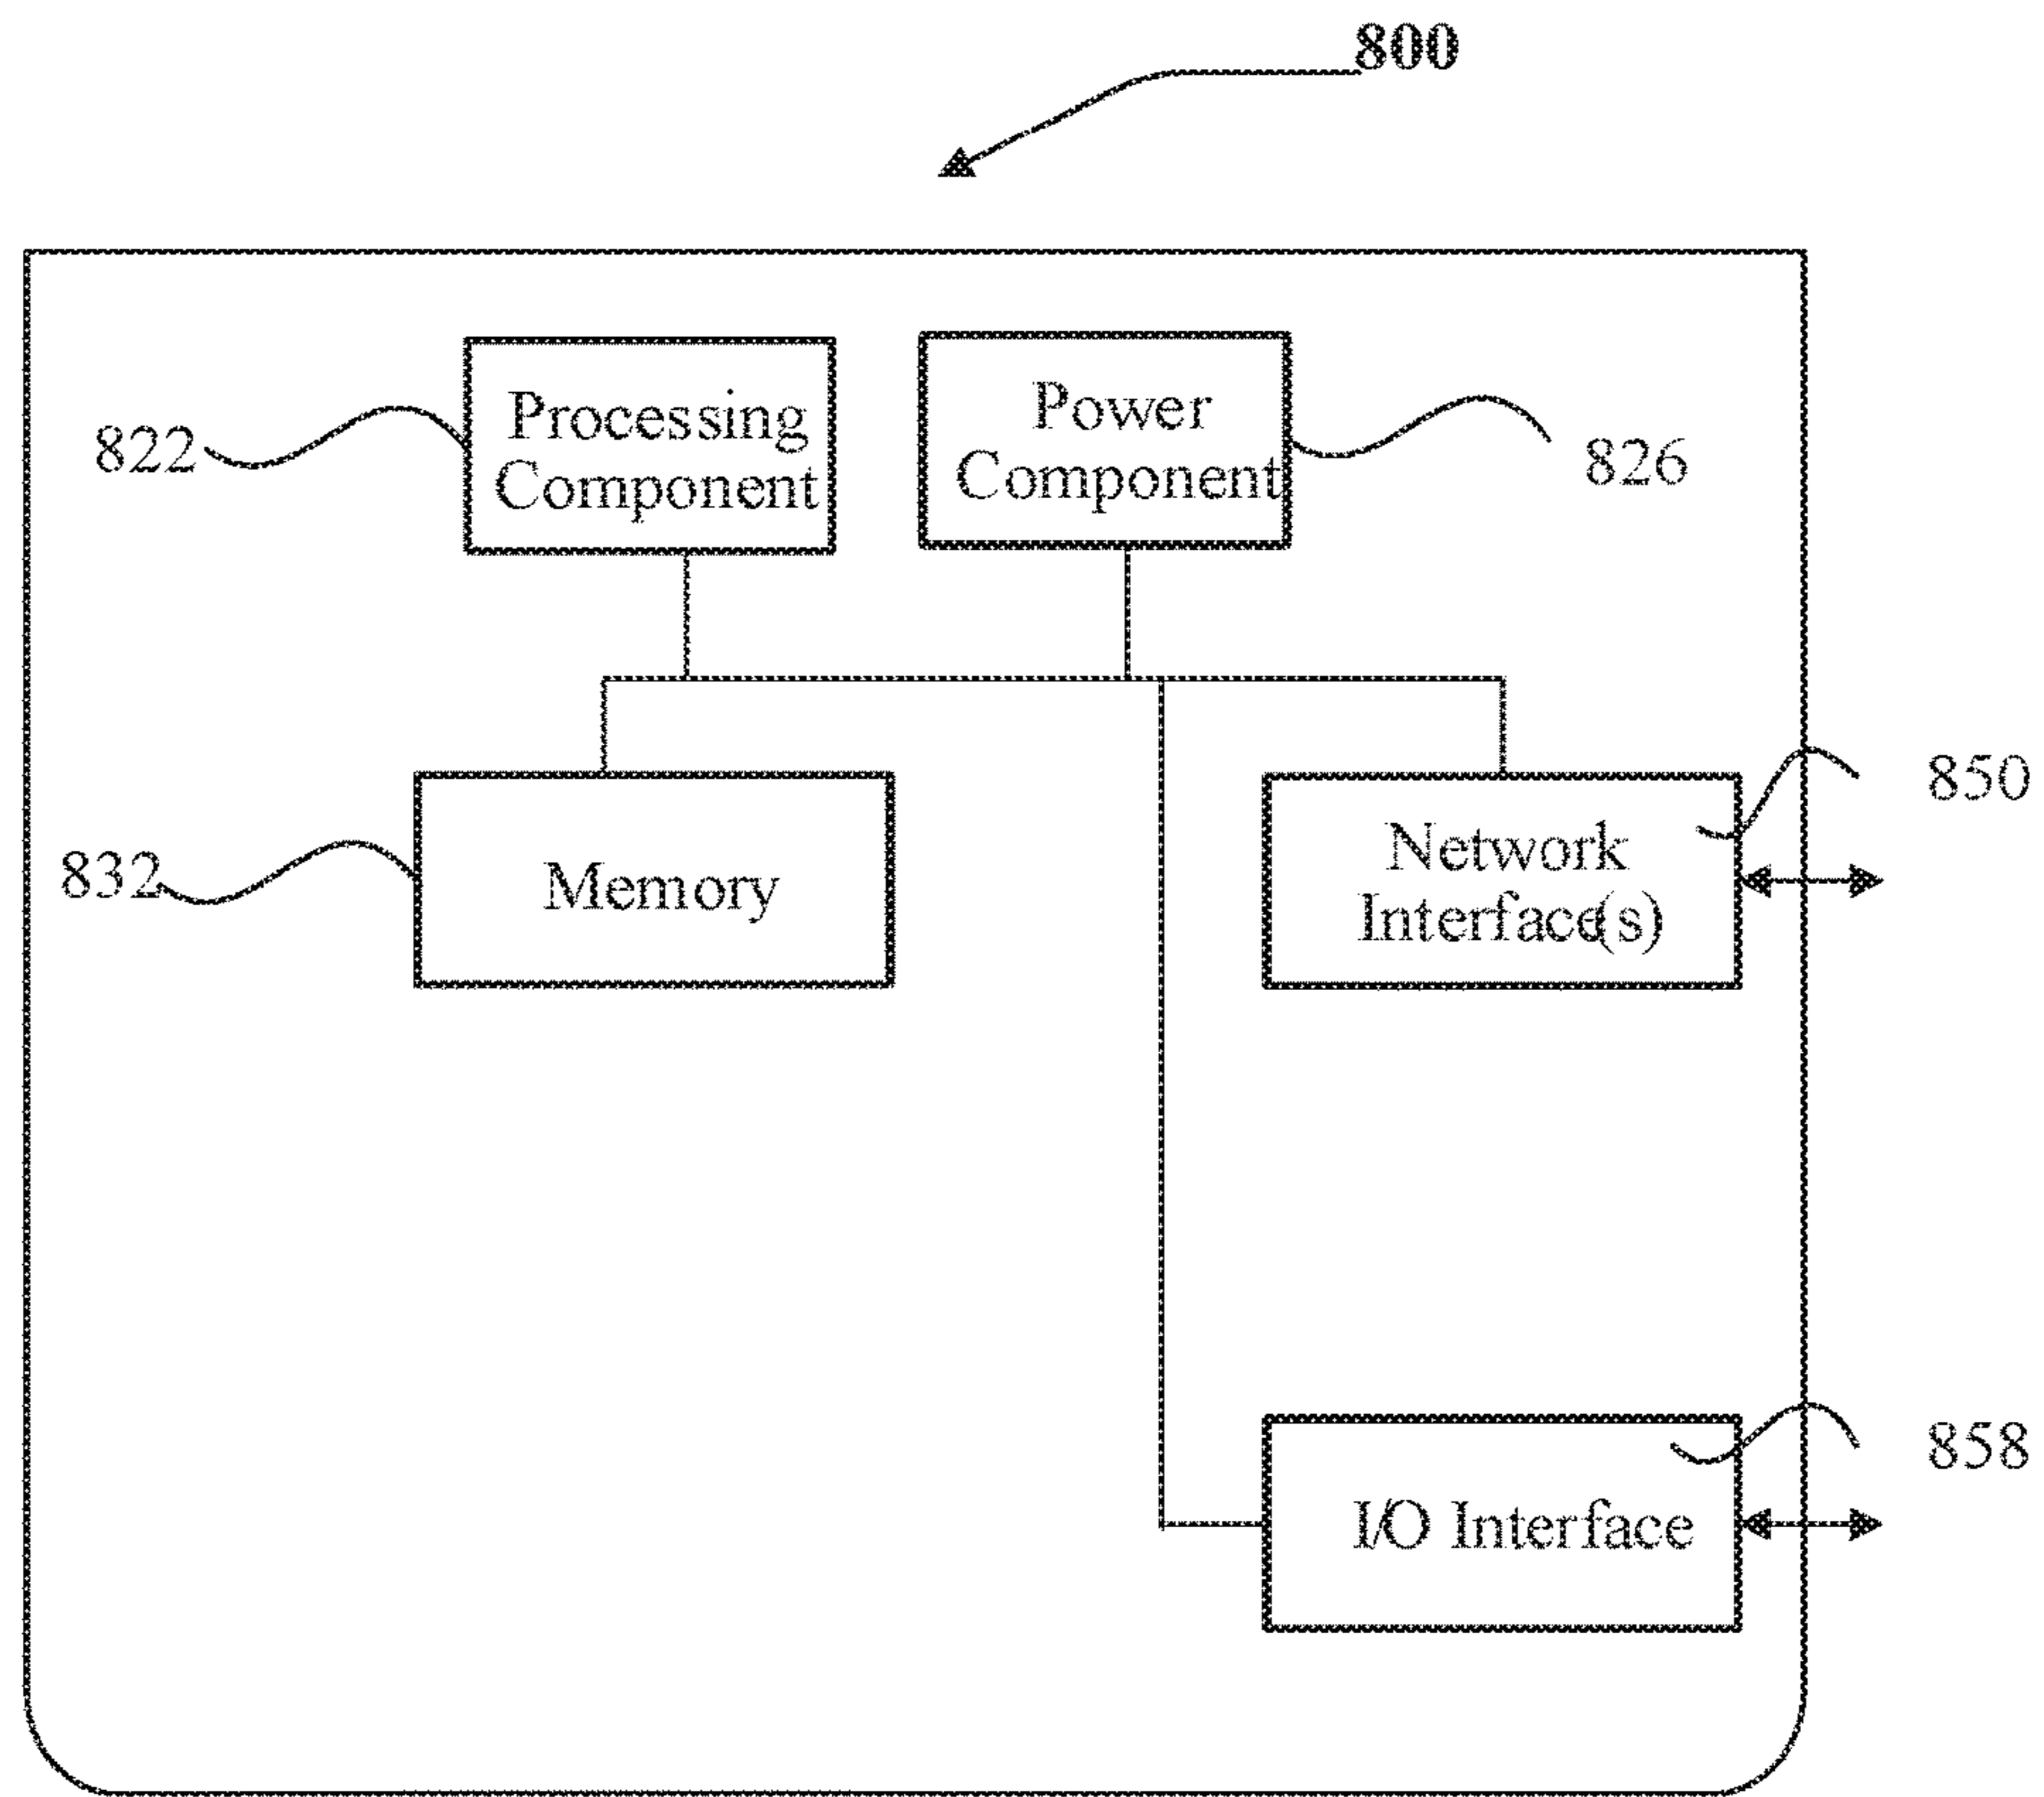 800
Processing
Component
Power
Component
822
826
850
Network
Interface(s)
832
Memory
858
I/O Interface